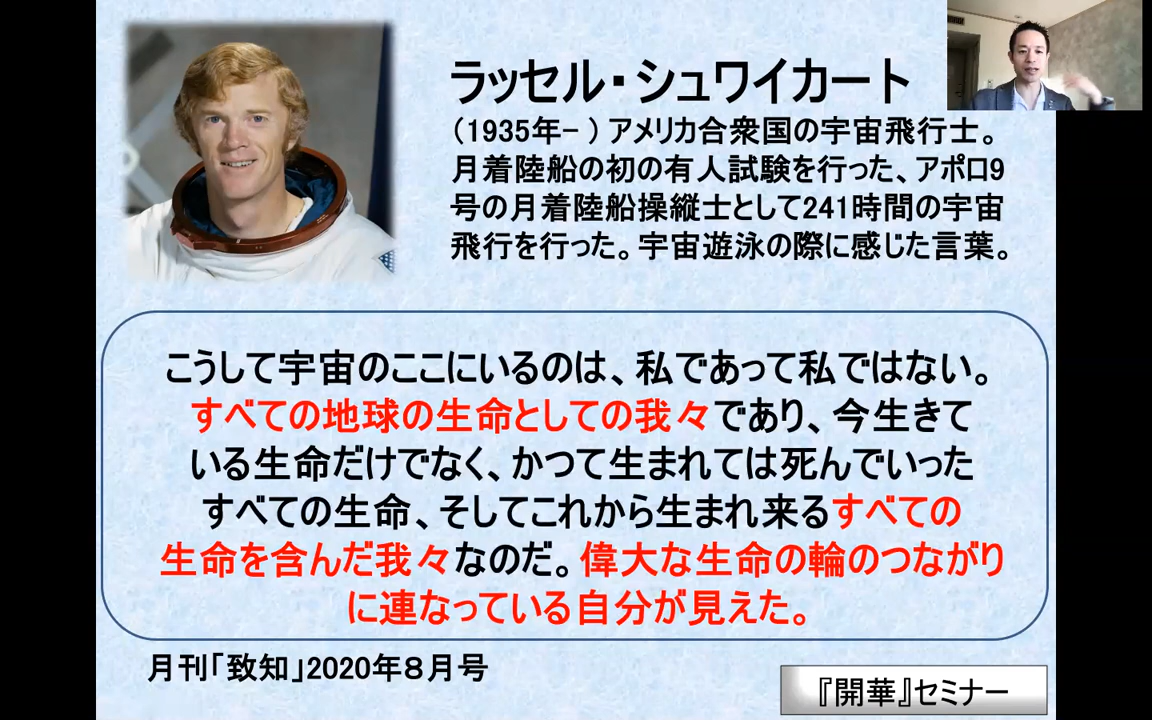 ラッセル・シュワイカート
（1935年− ）アメリカ合衆国の宇宙飛行士。
月着陸船の初の有人試験を行った、アポロ9
号の月着陸船操縦士として241時間の宇宙
飛行を行った。宇宙遊泳の際に感じた言葉。
こうして宇宙のここにいるのは、私であって私ではない。
すべての地球の生命としての我々であり、今生きて
いる生命だけでなく、かつて生まれては死んでいった
すべての生命、そしてこれから生まれ来るすべての
生命を含んだ我々なのだ。偉大な生命の輪のつながり
に連なっている自分が見えた。
月刊「致知」2020年８月号
『開華』セミナー